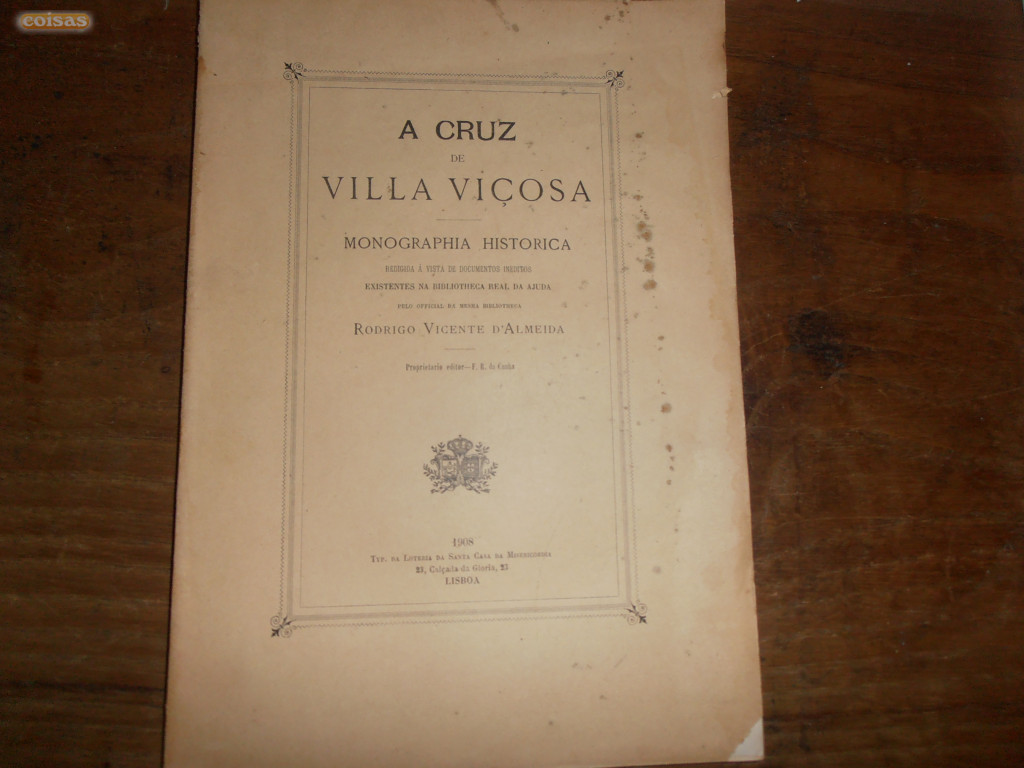 coisas
A CRUZ
DE
VILLA VIÇOSA
MONOGRAPHIA HISTORICA
REDIGIDA Á VISTA DE DOCUMENTOS INEDITOS
EXISTENTES NA BIBLIOTHECA REAL DA AJUDA
PELO OFFICIAL DA MESMA BIBLIOTHECA
RODRIGO VICENTE D'ALMEIDA
Proprietario editor—F. R. da Cunha
1908
TYP. DA LOTERIA DA SANTA CASA DA MISERICORDIA
23, Calçada da Gloria, 23
LISBOA